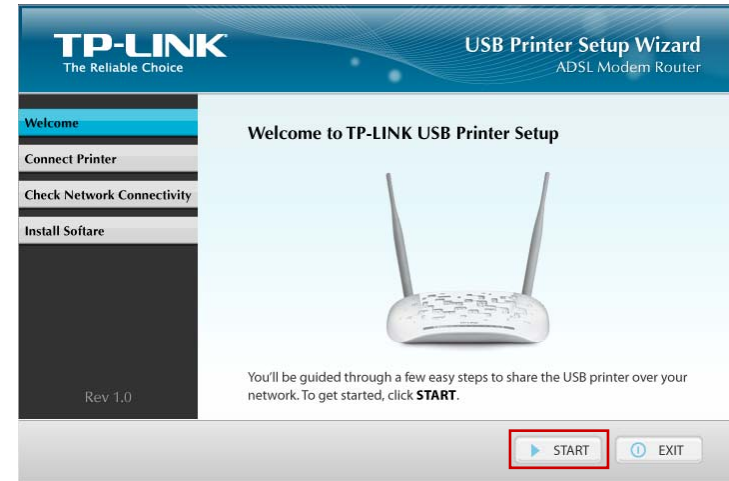 TP-LINK
The Reliable Choice
USB Printer Setup Wizard
ADSL Modem Router
Welcome
Connect Printer
Check Network Connectivity
Install Softare
Rev 1.0
Welcome to TP-LINK USB Printer Setup
You'll be guided through a few easy steps to share the USB printer over your
network. To get started, click START.
START
EXIT